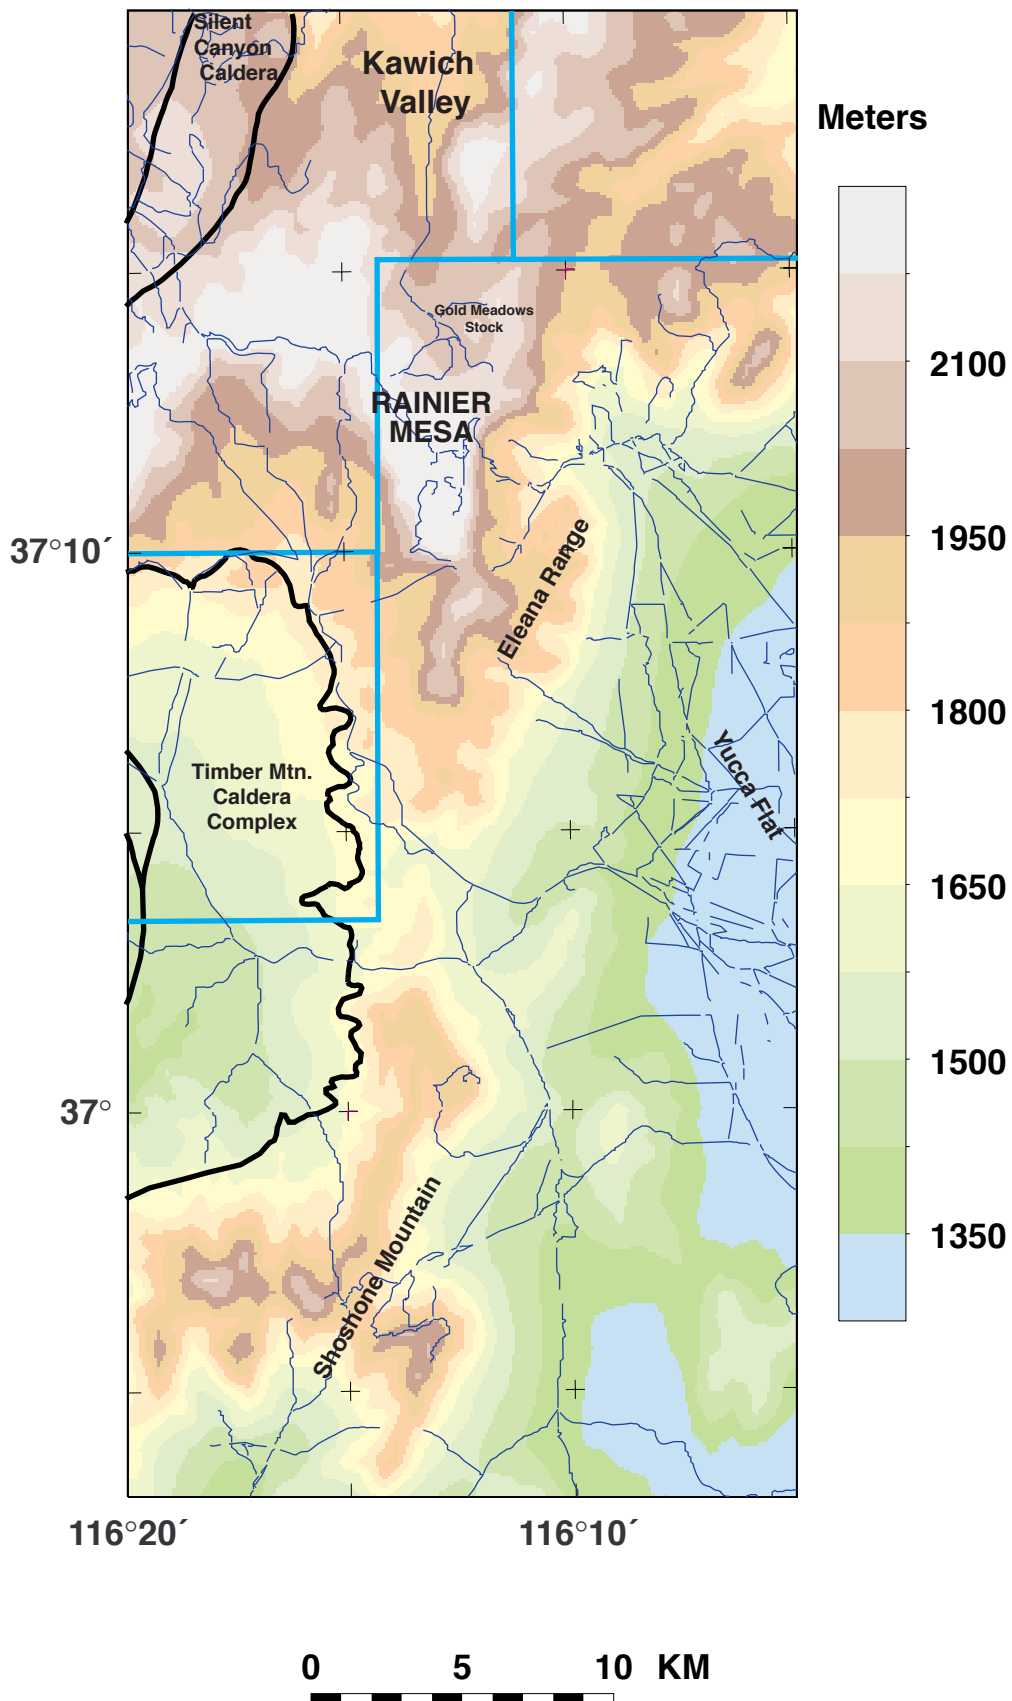 Silent
Canyon
Caldera
Kawich
Valley
Meters
Gold Meadows
Stock
RAINIER
MESA
Eleana Range
Yucca Flat
Timber Mtn.
Caldera
Complex
Shoshone Mountain
2100
1950
1800
1650
1500
1350
37°10´
37°
116°20´
116°10´
0 5 10 KM